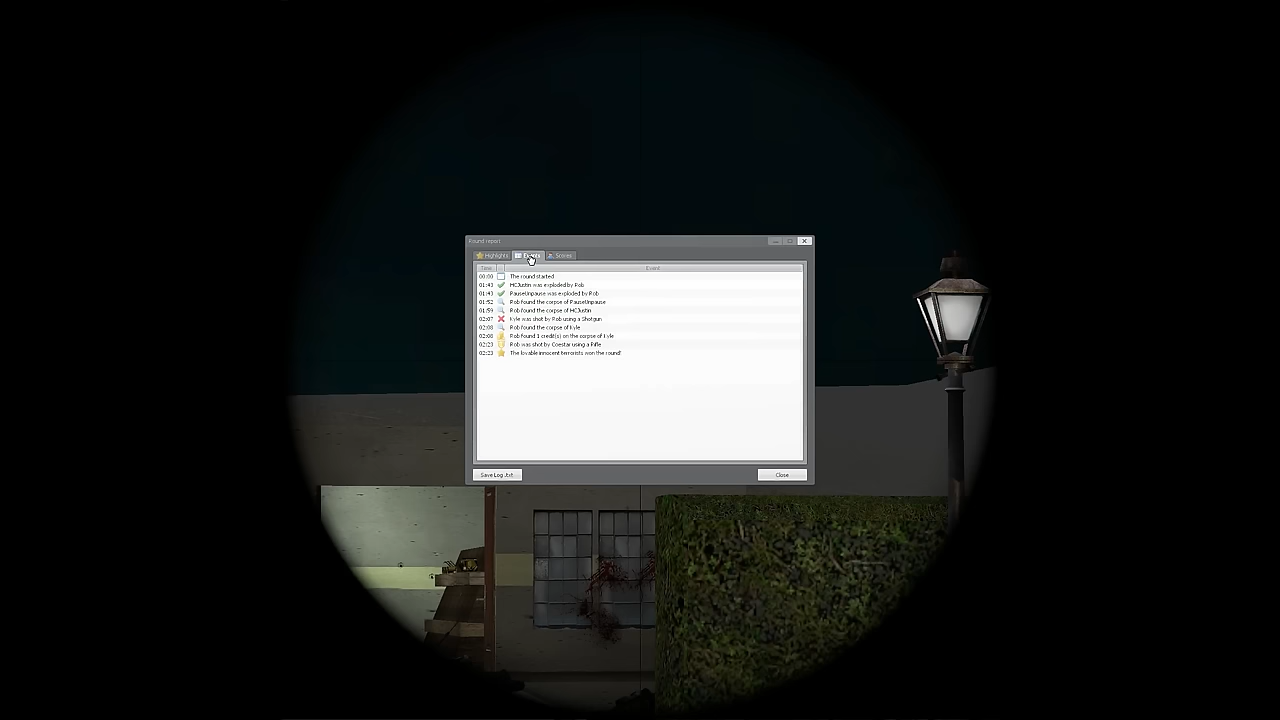 Round report
Highlights Events Scores
Time Event
00:00 The round started
01:43 HCJustin was exploded by Rob
01:43 PauseUnpause was exploded by Rob
01:52 Rob found the corpse of PauseUnpause
01:59 Rob found the corpse of HCJustin
02:07 Kyle was shot by Rob using a Shotgun
02:08 Rob found the corpse of Kyle
02:08 Rob found 1 credit(s) on the corpse of Kyle
02:23 Rob was shot by Coestar using a Rifle
02:23 The lovable innocent terrorists won the round!
Save Log .txt Close